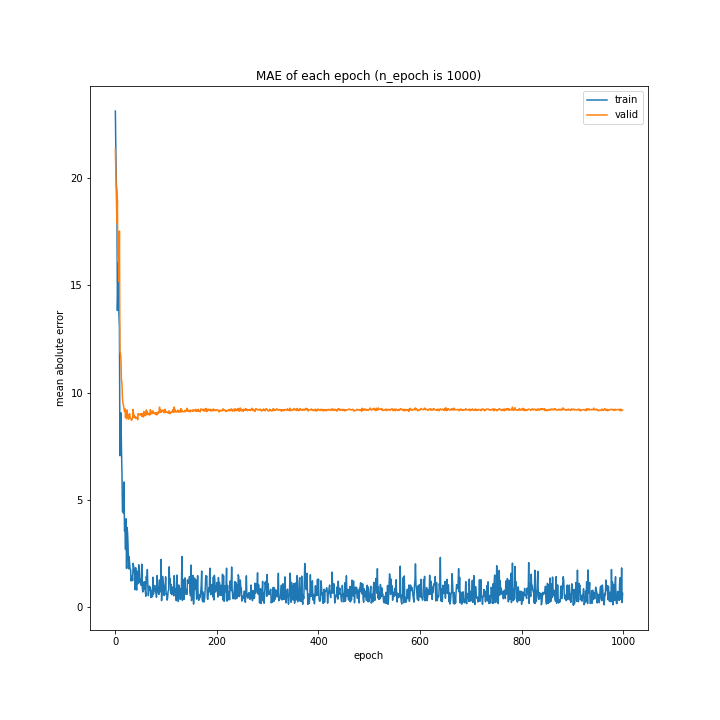 MAE of each epoch (n_epoch is 1000)
train
valid
20
15
10
5
0
mean abolute error
0
200
400
600
800
1000
epoch